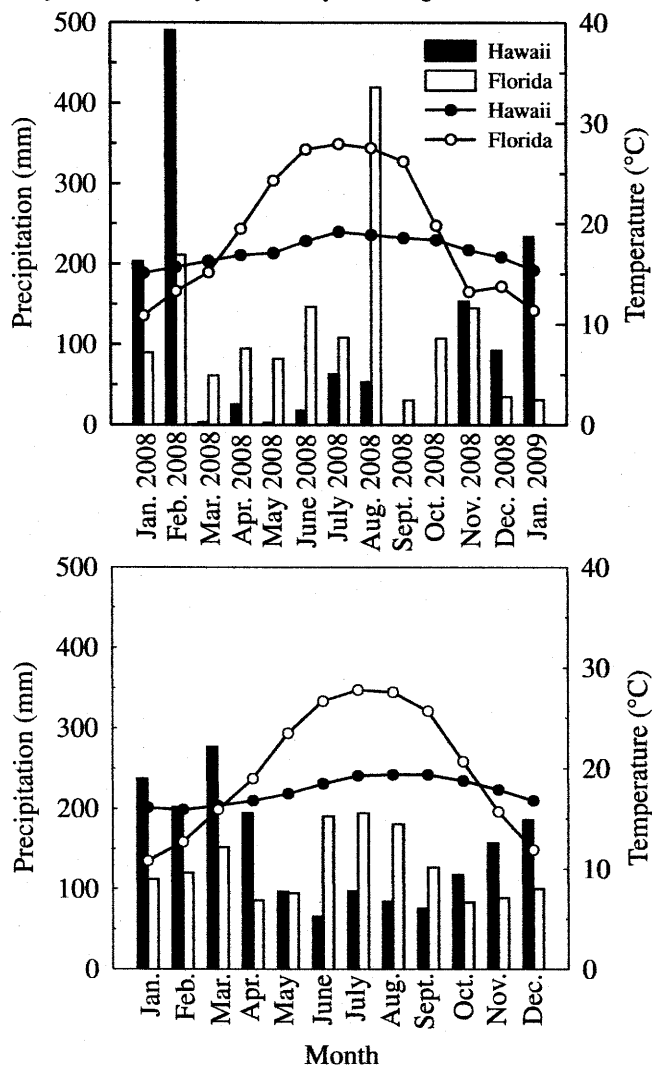 500
400
300
200
100
0
Precipitation (mm)
40
30
20
10
0
Temperature (°C)
Hawaii
Florida
Hawaii
Florida
Jan. 2008
Feb. 2008
Mar. 2008
Apr. 2008
May 2008
June 2008
July 2008
Aug. 2008
Sept. 2008
Oct. 2008
Nov. 2008
Dec. 2008
Jan. 2009
500
400
300
200
100
0
Precipitation (mm)
40
30
20
10
0
Temperature (°C)
Jan.
Feb.
Mar.
Apr.
May
June
July
Aug.
Sept.
Oct.
Nov.
Dec.
Month